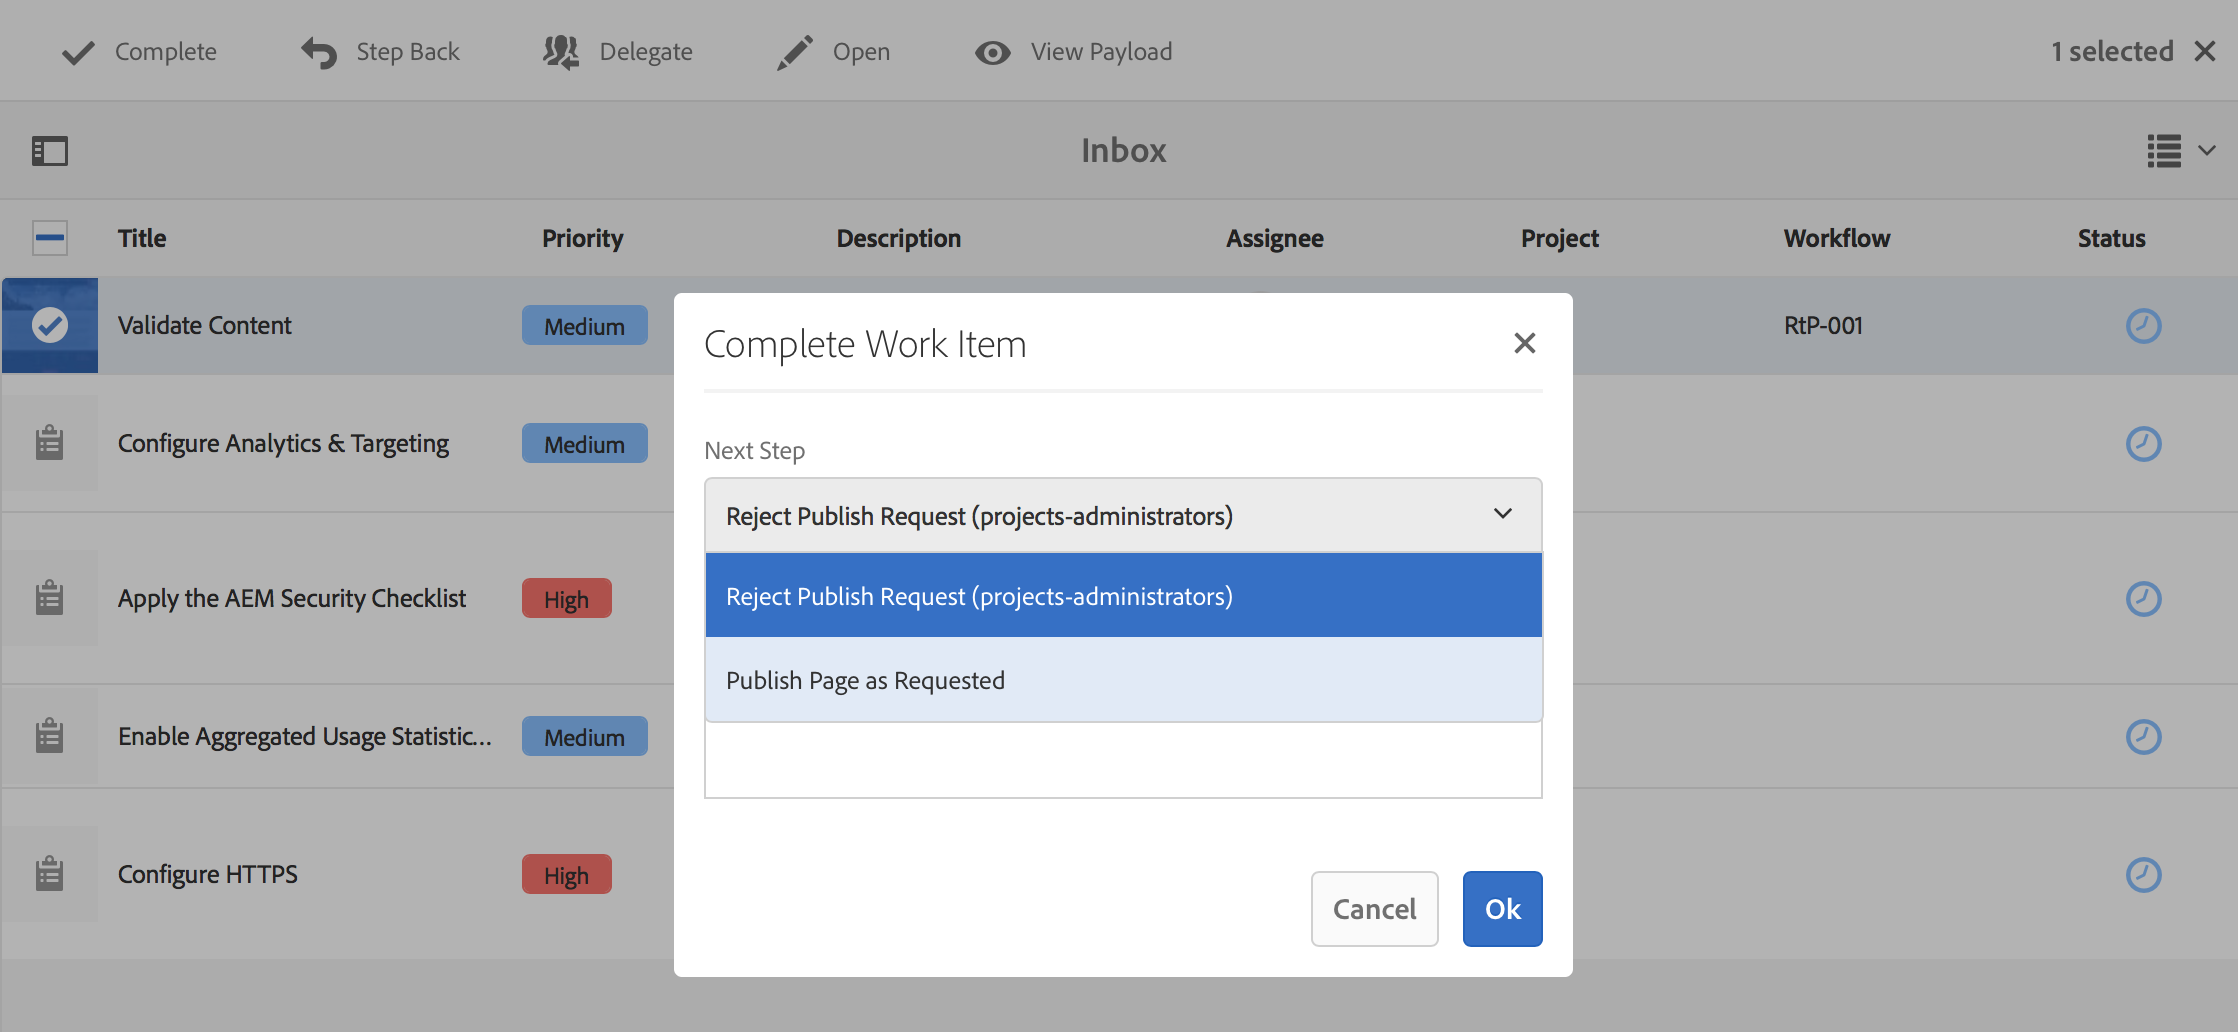 Complete Step Back Delegate Open View Payload 1 selected
Inbox
Title Priority Description Assignee Project Workflow Status
Validate Content Medium RtP-001
Complete Work Item
Configure Analytics & Targeting Medium
Next Step
Reject Publish Request (projects-administrators)
Apply the AEM Security Checklist High
Reject Publish Request (projects-administrators)
Publish Page as Requested
Enable Aggregated Usage Statistic... Medium
Configure HTTPS High
Cancel Ok